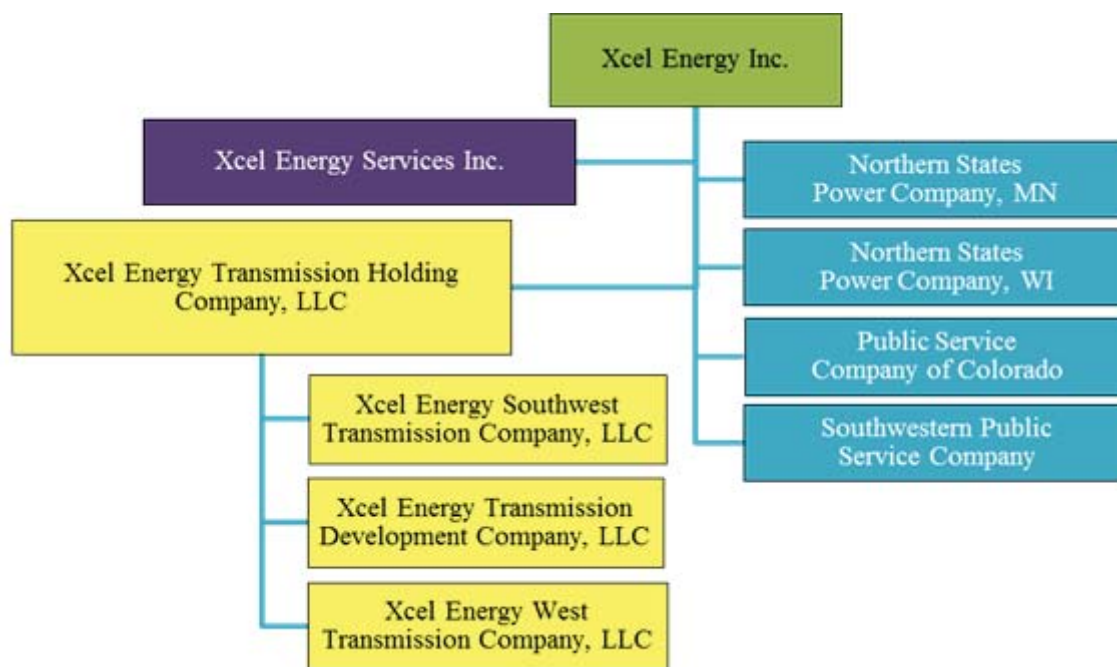 Xcel Energy Inc.
Xcel Energy Services Inc.
Northern States
Power Company, MN
Xcel Energy Transmission Holding
Company, LLC
Northern States
Power Company, WI
Public Service
Company of Colorado
Xcel Energy Southwest
Transmission Company, LLC
Southwestern Public
Service Company
Xcel Energy Transmission
Development Company, LLC
Xcel Energy West
Transmission Company, LLC